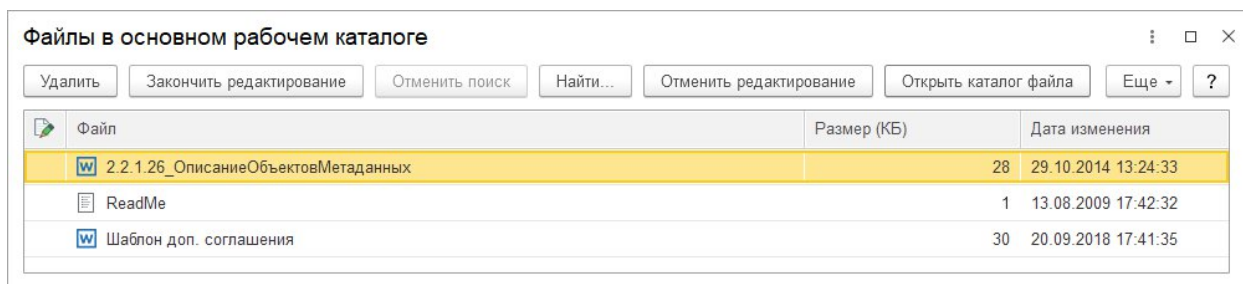 Файлы в основном рабочем каталоге
Удалить Закончить редактирование Отменить поиск Найти... Отменить редактирование Открыть каталог файла Еще ?
Файл Размер (КБ) Дата изменения
2.2.1.26_ОписаниеОбъектовМетаданных 28 29.10.2014 13:24:33
ReadMe 1 13.08.2009 17:42:32
Шаблон доп. соглашения 30 20.09.2018 17:41:35